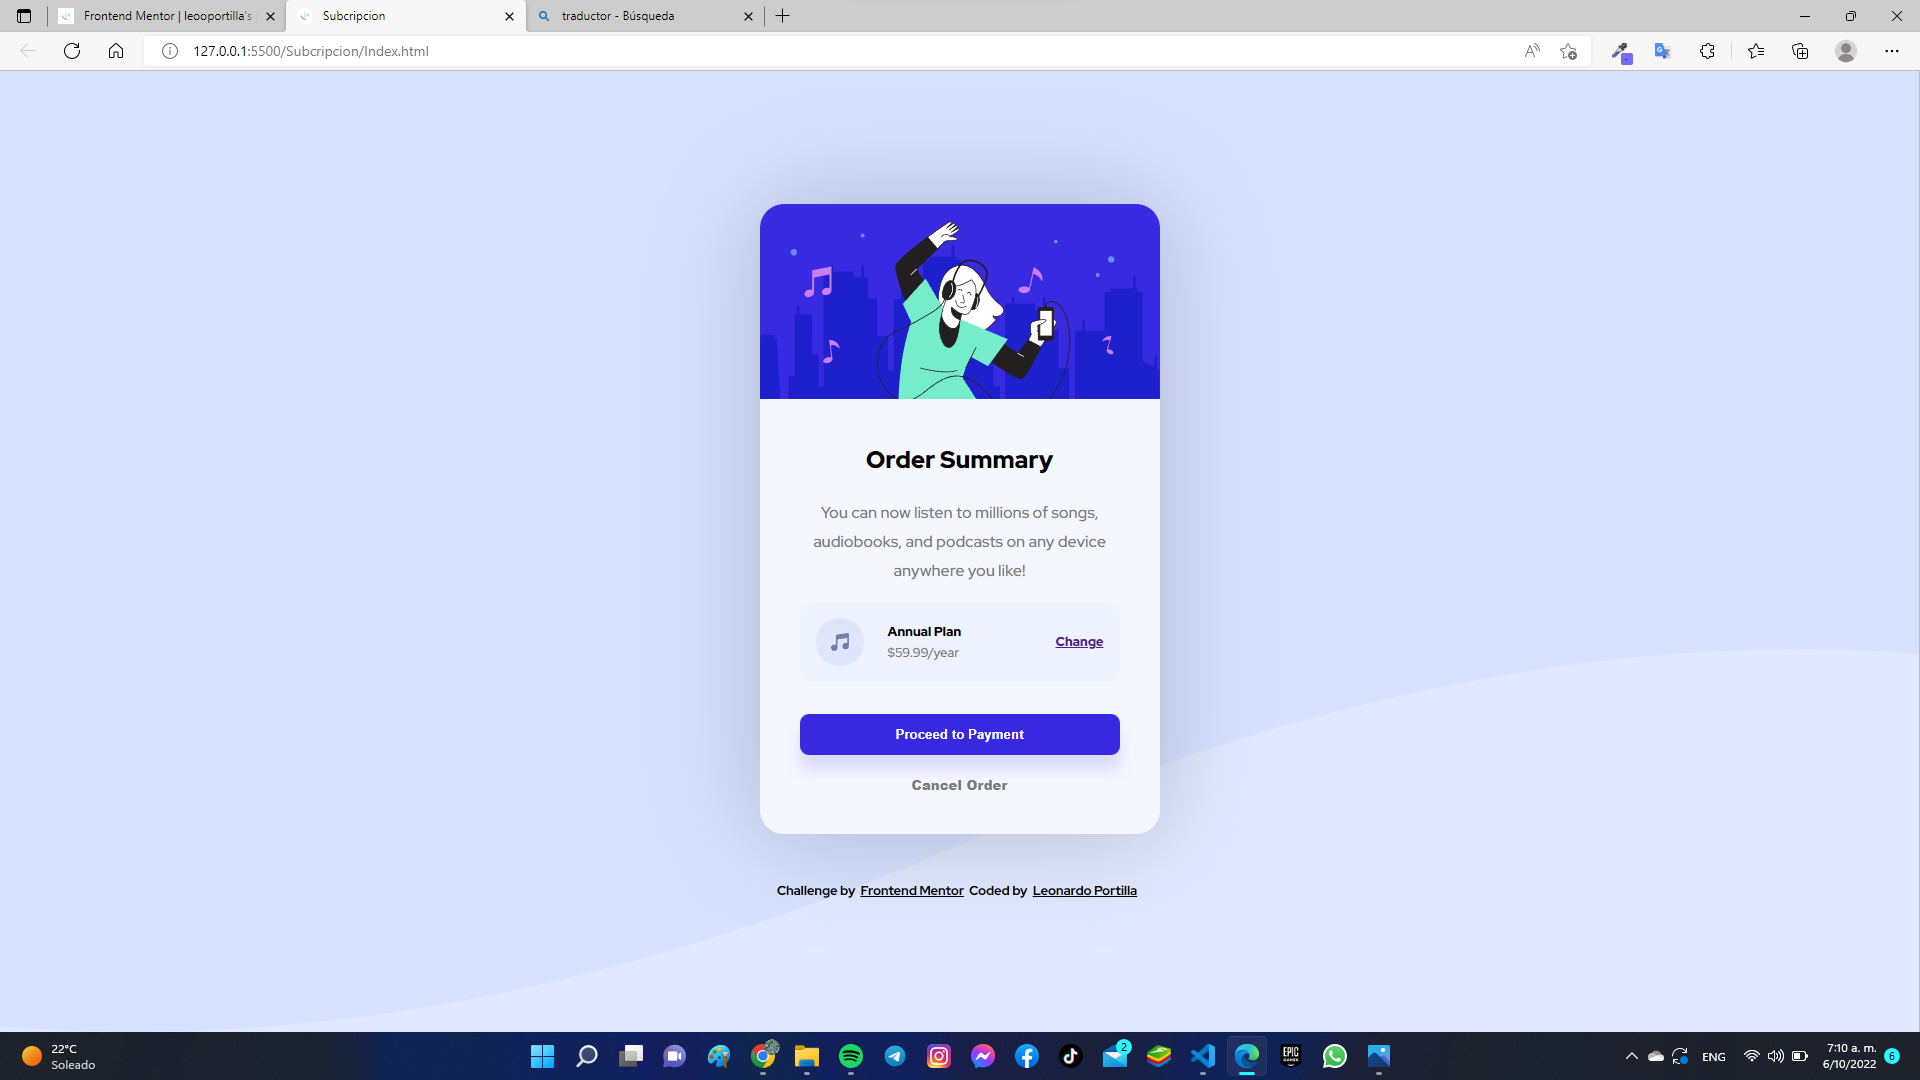 Frontend Mentor | leooportilla's
Subcripcion
traductor - Búsqueda
127.0.0.1:5500/Subcripcion/Index.html
Order Summary
You can now listen to millions of songs,
audiobooks, and podcasts on any device
anywhere you like!
Annual Plan
$59.99/year
Change
Proceed to Payment
Cancel Order
Challenge by Frontend Mentor Coded by Leonardo Portilla
22°C
Soleado
EPIC
GAMES
2
ENG
7:10 a. m.
6/10/2022
6